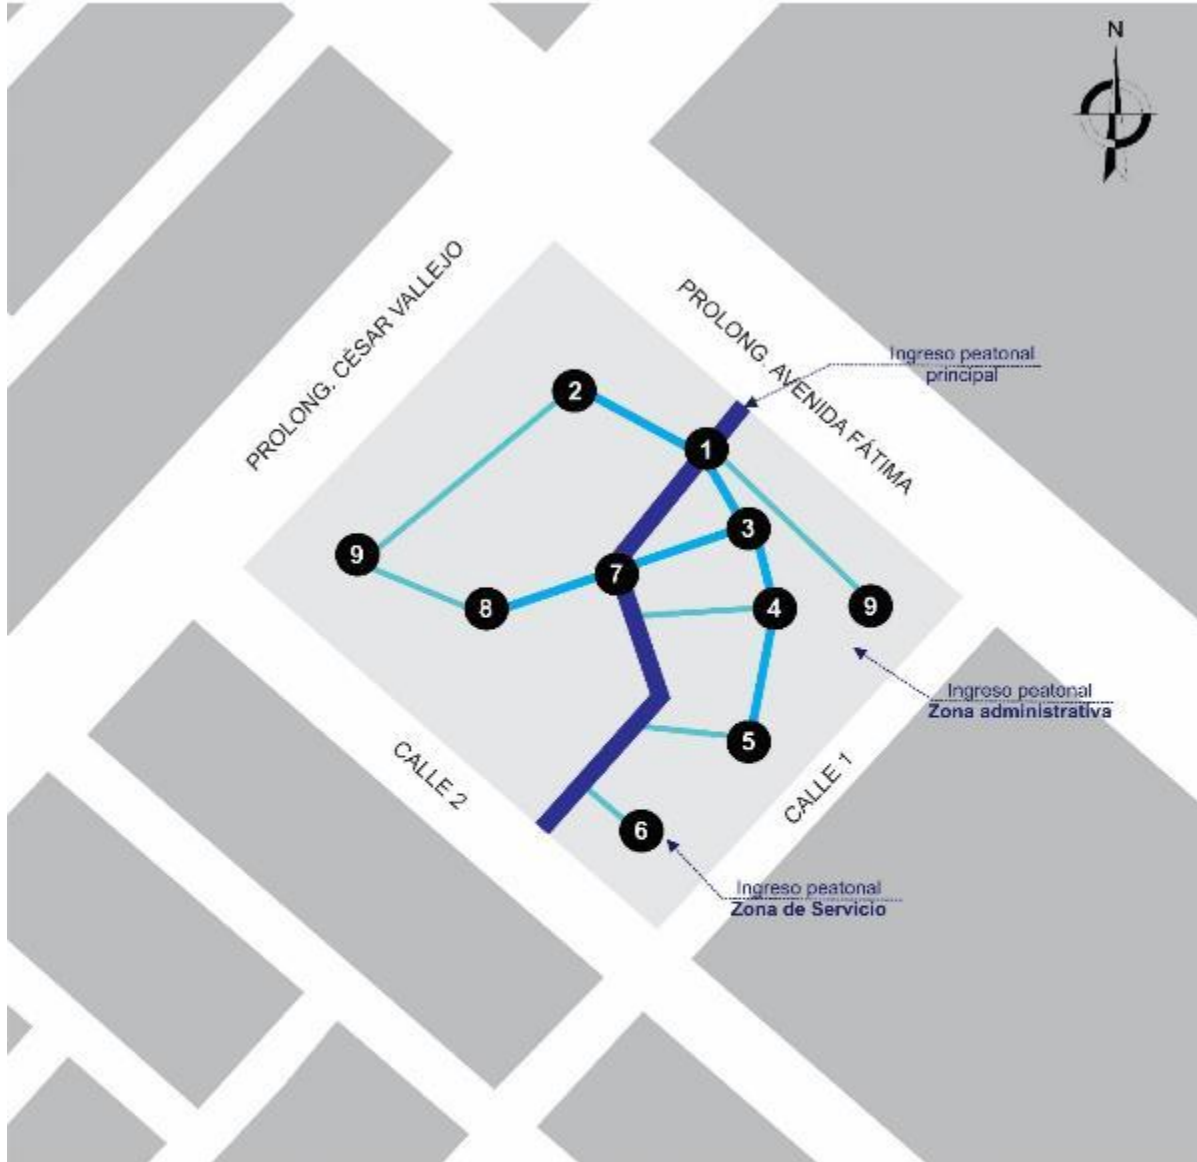 N
PROLONG. CÉSAR VALLEJO
PROLONG. AVENIDA FÁTIMA
Ingreso peatonal
principal
2
1
3
9
7
8
4
9
Ingreso peatonal
Zona administrativa
5
CALLE 2
CALLE 1
6
Ingreso peatonal
Zona de Servicio